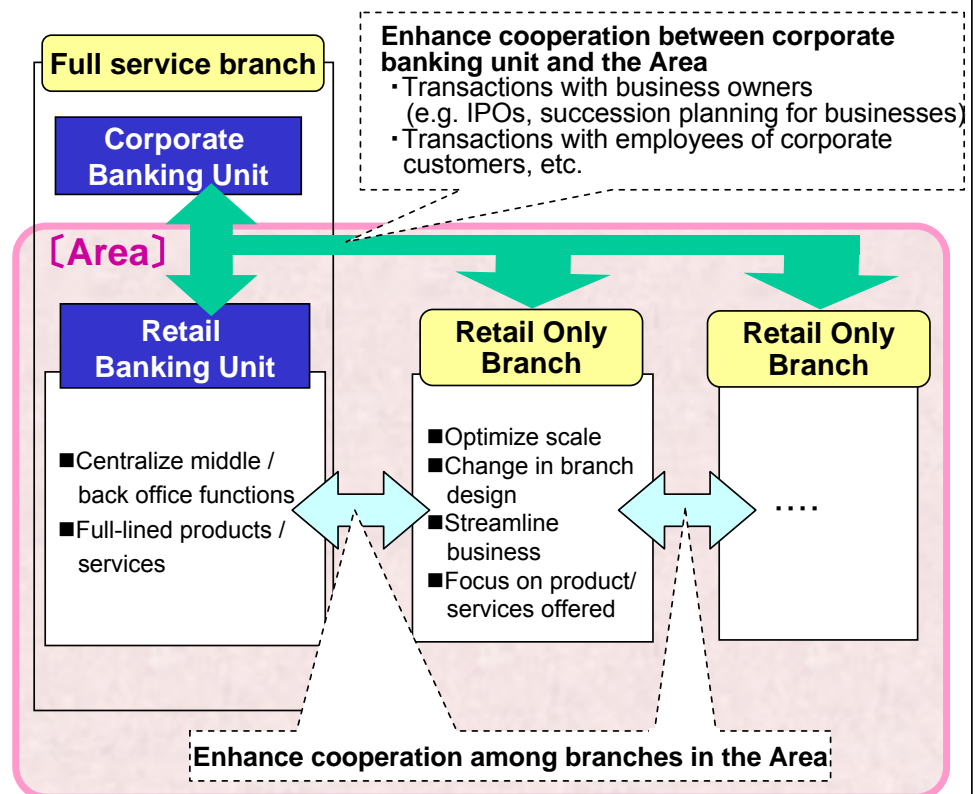 Full service branch
Corporate
Banking Unit
Enhance cooperation between corporate
banking unit and the Area
・Transactions with business owners
(e.g. IPOs, succession planning for businesses)
・Transactions with employees of corporate
customers, etc.
〔Area〕
Retail
Banking Unit
■Centralize middle /
back office functions
■Full-lined products /
services
Retail Only
Branch
■Optimize scale
■Change in branch
design
■Streamline
business
■Focus on product/
services offered
Retail Only
Branch
····
Enhance cooperation among branches in the Area